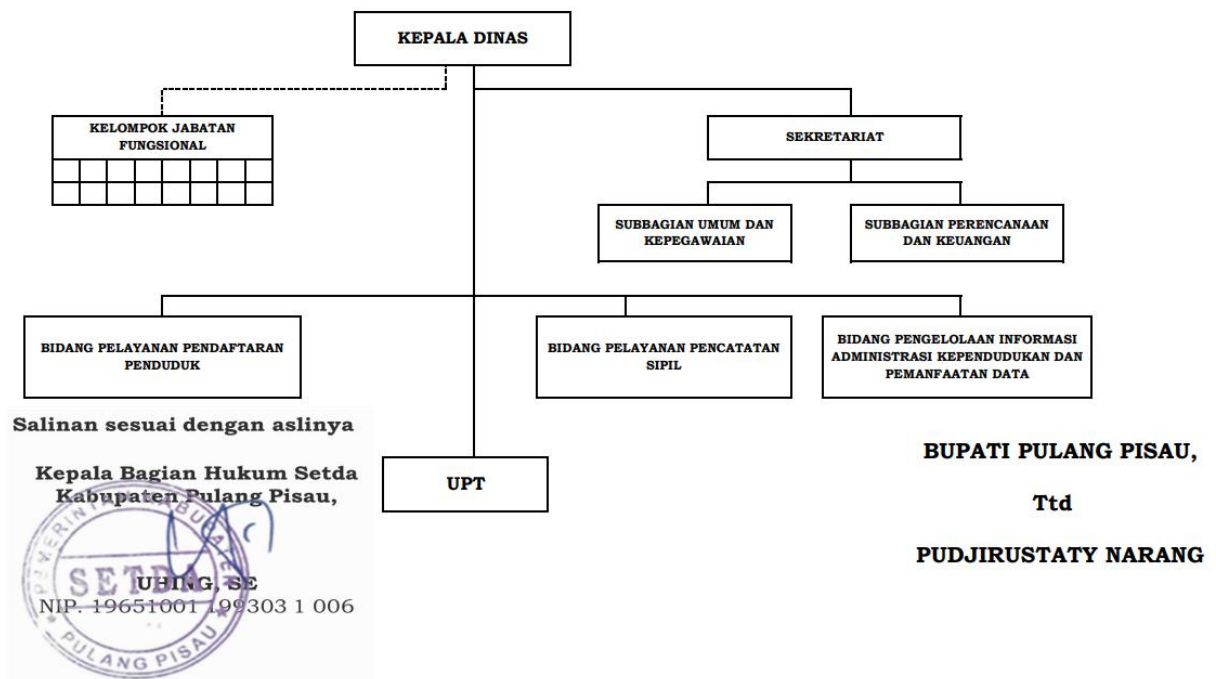 KEPALA DINAS
KELOMPOK JABATAN
FUNGSIONAL
SEKRETARIAT
SUBBAGIAN UMUM DAN
KEPEGAWAIAN
SUBBAGIAN PERENCANAAN
DAN KEUANGAN
BIDANG PELAYANAN PENDAFTARAN
PENDUDUK
BIDANG PELAYANAN PENCATATAN
SIPIL
BIDANG PENGELOLAAN INFORMASI
ADMINISTRASI KEPENDUDUKAN DAN
PEMANFAATAN DATA
UPT
Salinan sesuai dengan aslinya
Kepala Bagian Hukum Setda
Kabupaten Pulang Pisau,
PEMERINTAH KABUPATEN
SETDA
PULANG PISAU
UHING, SE
NIP. 19651001 199303 1 006
BUPATI PULANG PISAU,
Ttd
PUDJIRUSTATY NARANG